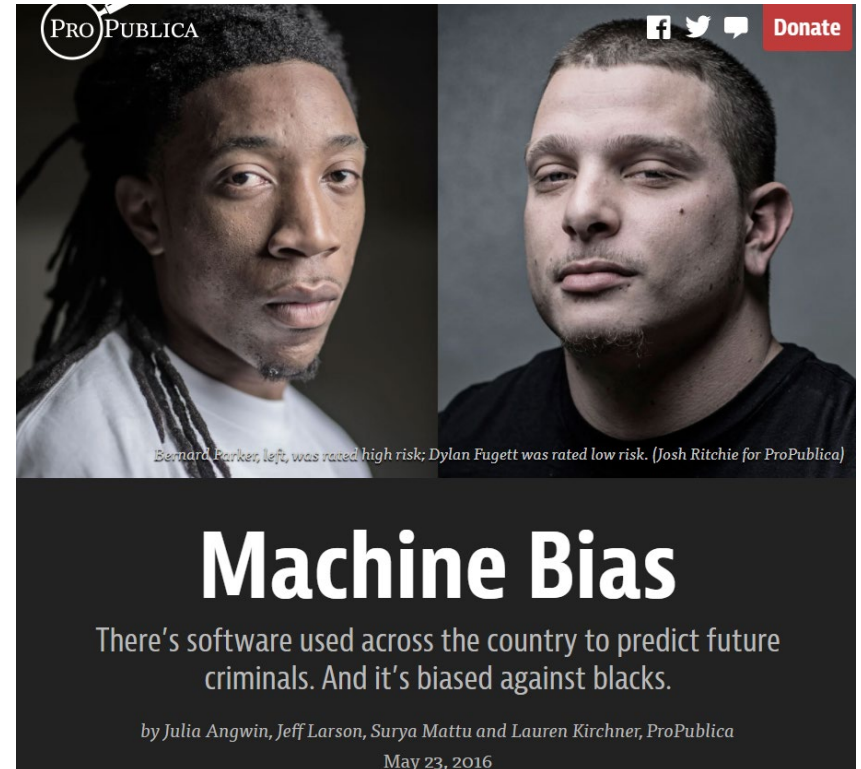 PROPUBLICA
Donate
Bernard Parker, left, was rated high risk; Dylan Fugett was rated low risk. (Josh Ritchie for ProPublica)
Machine Bias
There's software used across the country to predict future
criminals. And it's biased against blacks.
by Julia Angwin, Jeff Larson, Surya Mattu and Lauren Kirchner, ProPublica
May 23, 2016